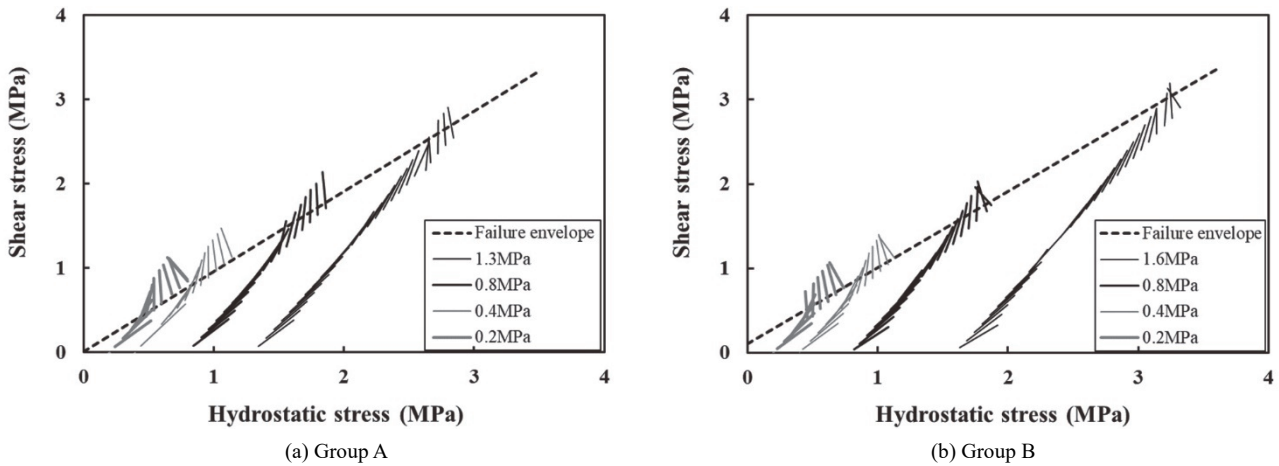 4
3
2
1
0
Shear stress (MPa)
0 1 2 3 4
Hydrostatic stress (MPa)
Failure envelope
1.3MPa
0.8MPa
0.4MPa
0.2MPa
(a) Group A
4
3
2
1
0
Shear stress (MPa)
0 1 2 3 4
Hydrostatic stress (MPa)
Failure envelope
1.6MPa
0.8MPa
0.4MPa
0.2MPa
(b) Group B